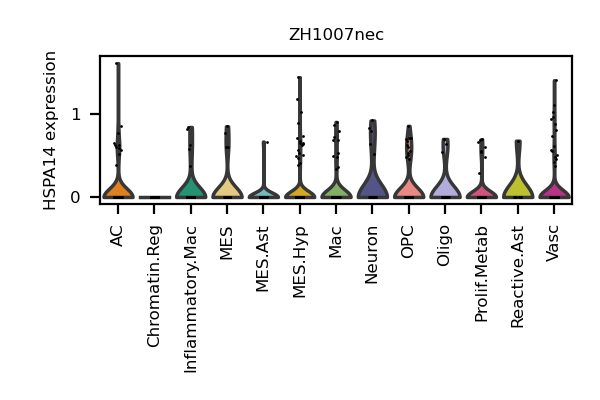 ZH1007nec
HSPA14 expression
1
0
AC
Chromatin.Reg
Inflammatory.Mac
MES
MES.Ast
MES.Hyp
Mac
Neuron
OPC
Oligo
Prolif.Metab
Reactive.Ast
Vasc